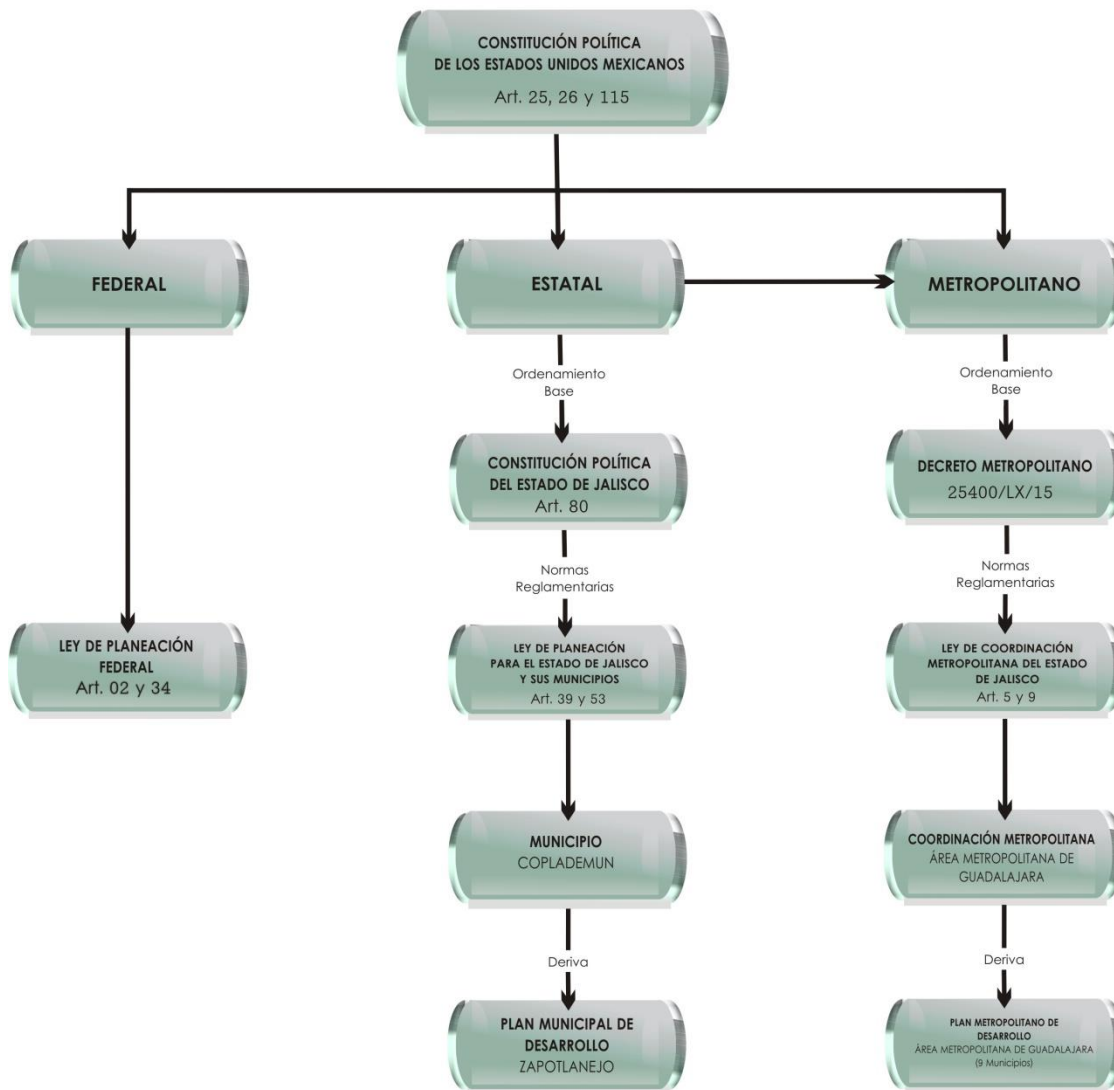 CONSTITUCIÓN POLÍTICA
DE LOS ESTADOS UNIDOS MEXICANOS
Art. 25, 26 y 115
FEDERAL
ESTATAL
METROPOLITANO
Ordenamiento
Base
Ordenamiento
Base
CONSTITUCIÓN POLÍTICA
DEL ESTADO DE JALISCO
Art. 80
DECRETO METROPOLITANO
25400/LX/15
Normas
Reglamentarias
Normas
Reglamentarias
LEY DE PLANEACIÓN
FEDERAL
Art. 02 y 34
LEY DE PLANEACIÓN
PARA EL ESTADO DE JALISCO
Y SUS MUNICIPIOS
Art. 39 y 53
LEY DE COORDINACIÓN
METROPOLITANA DEL ESTADO
DE JALISCO
Art. 5 y 9
MUNICIPIO
COPLADEMUN
COORDINACIÓN METROPOLITANA
ÁREA METROPOLITANA DE
GUADALAJARA
Deriva
Deriva
PLAN MUNICIPAL DE
DESARROLLO
ZAPOTLANEJO
PLAN METROPOLITANO DE
DESARROLLO
ÁREA METROPOLITANA DE GUADALAJARA
(9 Municipios)